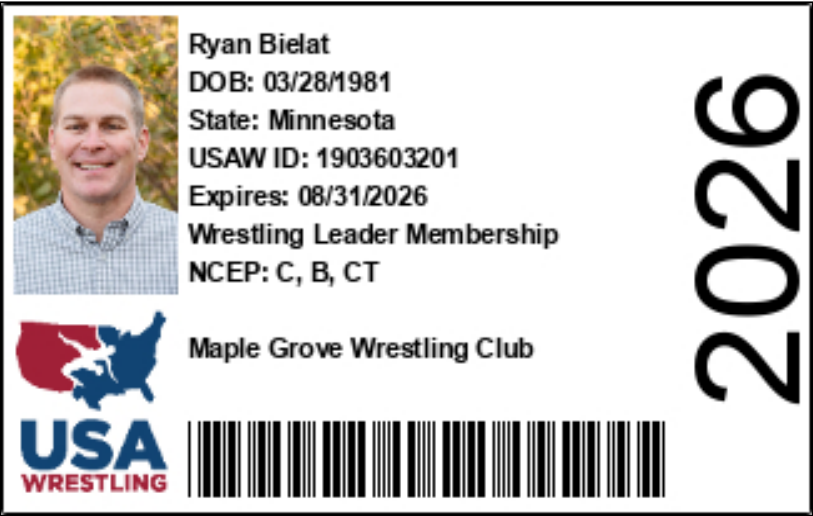 Ryan Bielat
DOB: 03/28/1981
State: Minnesota
USAW ID: 1903603201
Expires: 08/31/2026
Wrestling Leader Membership
NCEP: C, B, CT
Maple Grove Wrestling Club
USA
WRESTLING
2026